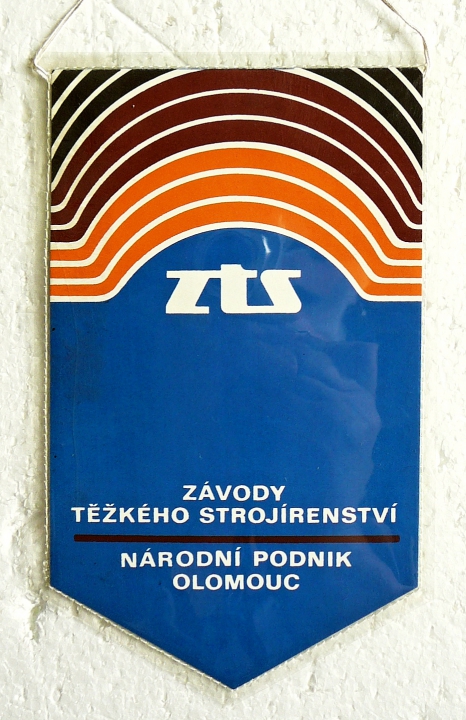 zts
ZÁVODY
TĚŽKÉHO STROJÍRENSTVÍ
NÁRODNÍ PODNIK
OLOMOUC